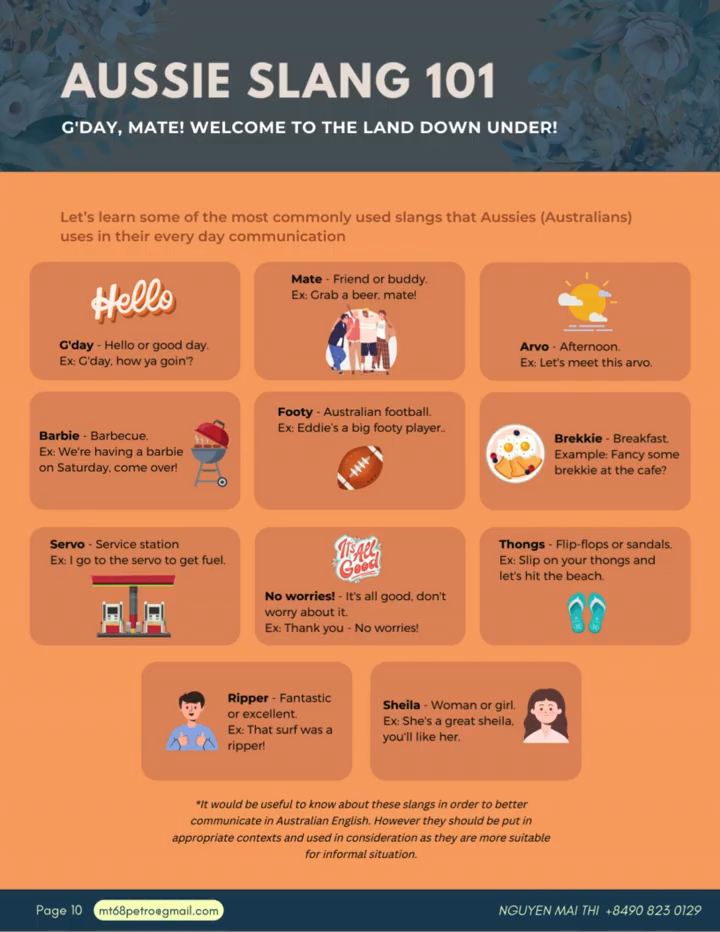 AUSSIE SLANG 101
G'DAY, MATE! WELCOME TO THE LAND DOWN UNDER!
Let's learn some of the most commonly used slangs that Aussies (Australians)
uses in their every day communication
Hello
G'day - Hello or good day.
Ex: G'day, how ya goin'?
Mate - Friend or buddy.
Ex: Grab a beer, mate!
Arvo - Afternoon.
Ex: Let's meet this arvo.
Barbie - Barbecue.
Ex: We're having a barbie
on Saturday, come over!
Footy - Australian football.
Ex: Eddie's a big footy player..
Brekkie - Breakfast.
Example: Fancy some
brekkie at the cafe?
Servo - Service station
Ex: I go to the servo to get fuel.
It's All
Good
No worries! - It's all good, don't
worry about it.
Ex: Thank you - No worries!
Thongs - Flip-flops or sandals.
Ex: Slip on your thongs and
let's hit the beach.
Ripper - Fantastic
or excellent.
Ex: That surf was a
ripper!
Sheila - Woman or girl.
Ex: She's a great sheila,
you'll like her.
*It would be useful to know about these slangs in order to better
communicate in Australian English. However they should be put in
appropriate contexts and used in consideration as they are more suitable
for informal situation.
Page 10 mt68petro@gmail.com NGUYEN MAI THI +8490 823 0129